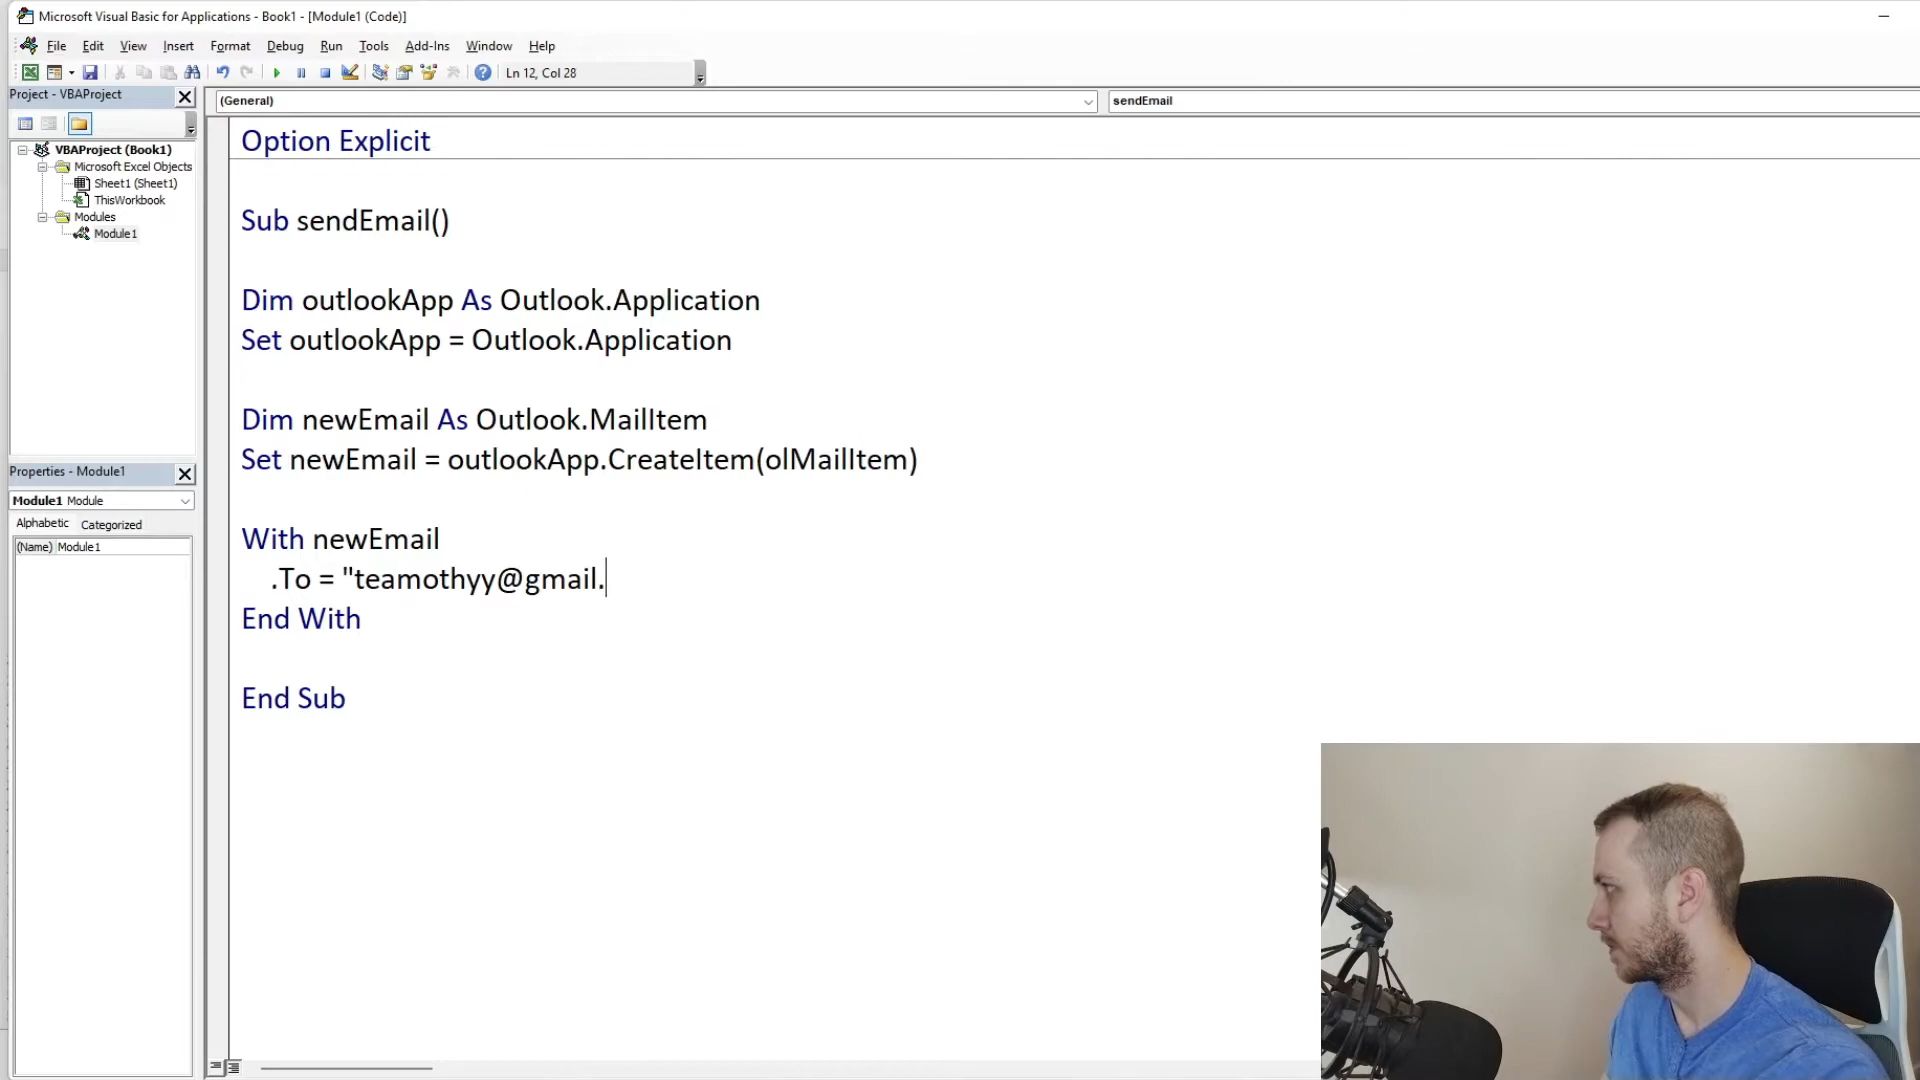 Microsoft Visual Basic for Applications - Book1 - [Module1 (Code)]
File Edit View Insert Format Debug Run Tools Add-Ins Window Help
Ln 12, Col 28
Project - VBAProject
(General)
sendEmail
VBAProject (Book1)
Microsoft Excel Objects
Sheet1 (Sheet1)
ThisWorkbook
Modules
Module1
Properties - Module1
Module1 Module
Alphabetic Categorized
(Name) Module1
Option Explicit
Sub sendEmail()
Dim outlookApp As Outlook.Application
Set outlookApp = Outlook.Application
Dim newEmail As Outlook.MailItem
Set newEmail = outlookApp.CreateItem(olMailItem)
With newEmail
.To = "teamothyy@gmail.
End With
End Sub